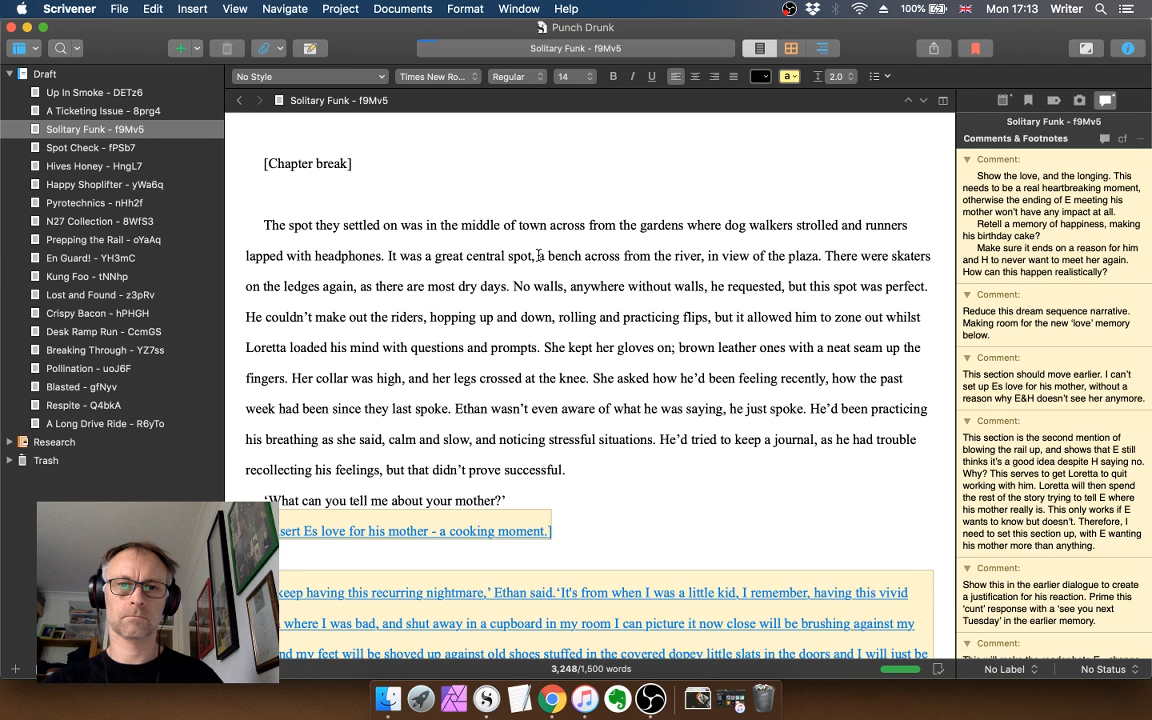 Scrivener File Edit Insert View Navigate Project Documents Format Window Help 100% Mon 17:13 Writer
Punch Drunk
Solitary Funk - f9Mv5
No Style Times New Ro... Regular 14 B I U a 2.0
Solitary Funk - f9Mv5
Draft
Up In Smoke - DETz6
A Ticketing Issue - 8prg4
Solitary Funk - f9Mv5
Spot Check - fPSb7
Hives Honey - HngL7
Happy Shoplifter - yWa6q
Pyrotechnics - nHh2f
N27 Collection - 8WfS3
Prepping the Rail - oYaAq
En Guard! - YH3mC
Kung Foo - tNNhp
Lost and Found - z3pRv
Crispy Bacon - hPHGH
Desk Ramp Run - CcmGS
Breaking Through - YZ7ss
Pollination - uoJ6F
Blasted - gfNyv
Respite - Q4bkA
A Long Drive Ride - R6yTo
Research
Trash
[Chapter break]
The spot they settled on was in the middle of town across from the gardens where dog walkers strolled and runners
lapped with headphones. It was a great central spot, a bench across from the river, in view of the plaza. There were skaters
on the ledges again, as there are most dry days. No walls, anywhere without walls, he requested, but this spot was perfect.
He couldn't make out the riders, hopping up and down, rolling and practicing flips, but it allowed him to zone out whilst
Loretta loaded his mind with questions and prompts. She kept her gloves on; brown leather ones with a neat seam up the
fingers. Her collar was high, and her legs crossed at the knee. She asked how he'd been feeling recently, how the past
week had been since they last spoke. Ethan wasn't even aware of what he was saying, he just spoke. He'd been practicing
his breathing as she said, calm and slow, and noticing stressful situations. He'd tried to keep a journal, as he had trouble
recollecting his feelings, but that didn't prove successful.
‘What can you tell me about your mother?’
sert Es love for his mother - a cooking moment.]
keep having this recurring nightmare,’ Ethan said.‘It's from when I was a little kid, I remember, having this vivid
where I was bad, and shut away in a cupboard in my room I can picture it now close will be brushing against my
nd my feet will be shoved up against old shoes stuffed in the covered dopey little slats in the doors and I will just be
3,248/1,500 words
Solitary Funk - f9Mv5
Comments & Footnotes cf
Comment:
Show the love, and the longing. This
needs to be a real heartbreaking moment,
otherwise the ending of E meeting his
mother won't have any impact at all.
Retell a memory of happiness, making
his birthday cake?
Make sure it ends on a reason for him
and H to never want to meet her again.
How can this happen realistically?
Comment:
Reduce this dream sequence narrative.
Making room for the new ‘love’ memory
below.
Comment:
This section should move earlier. I can't
set up Es love for his mother, without a
reason why E&H doesn't see her anymore.
Comment:
This section is the second mention of
blowing the rail up, and shows that E still
thinks it's a good idea despite H saying no.
Why? This serves to get Loretta to quit
working with him. Loretta will then spend
the rest of the story trying to tell E where
his mother really is. This only works if E
wants to know but doesn't. Therefore, I
need to set this section up, with E wanting
his mother more than anything.
Comment:
Show this in the earlier dialogue to create
a justification for his reaction. Prime this
‘cunt’ response with a ‘see you next
Tuesday’ in the earlier memory.
Comment:
No Label No Status